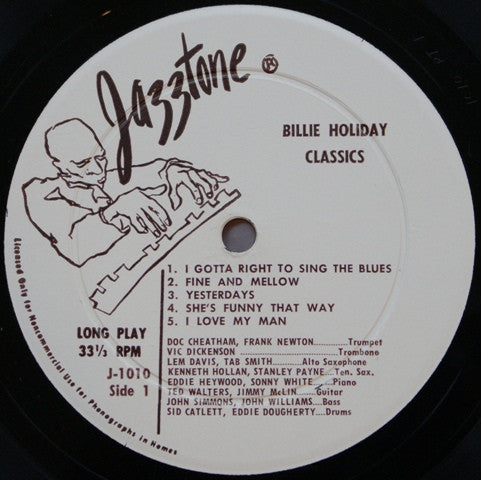 Jazztone ®
BILLIE HOLIDAY
CLASSICS
1. I GOTTA RIGHT TO SING THE BLUES
2. FINE AND MELLOW
3. YESTERDAYS
4. SHE'S FUNNY THAT WAY
5. I LOVE MY MAN
LONG PLAY
33⅓ RPM
J-1010
Side 1
DOC CHEATHAM, FRANK NEWTON..........Trumpet
VIC DICKENSON ..........................Trombone
LEM DAVIS, TAB SMITH..........Alto Saxophone
KENNETH HOLLAN, STANLEY PAYNE....Ten. Sax.
EDDIE HEYWOOD, SONNY WHITE....Piano
TED WALTERS, JIMMY McLIN......Guitar
JOHN SIMMONS, JOHN WILLIAMS....Bass
SID CATLETT, EDDIE DOUGHERTY....Drums
Licensed Only for Noncommercial Use for Phonographs in Homes